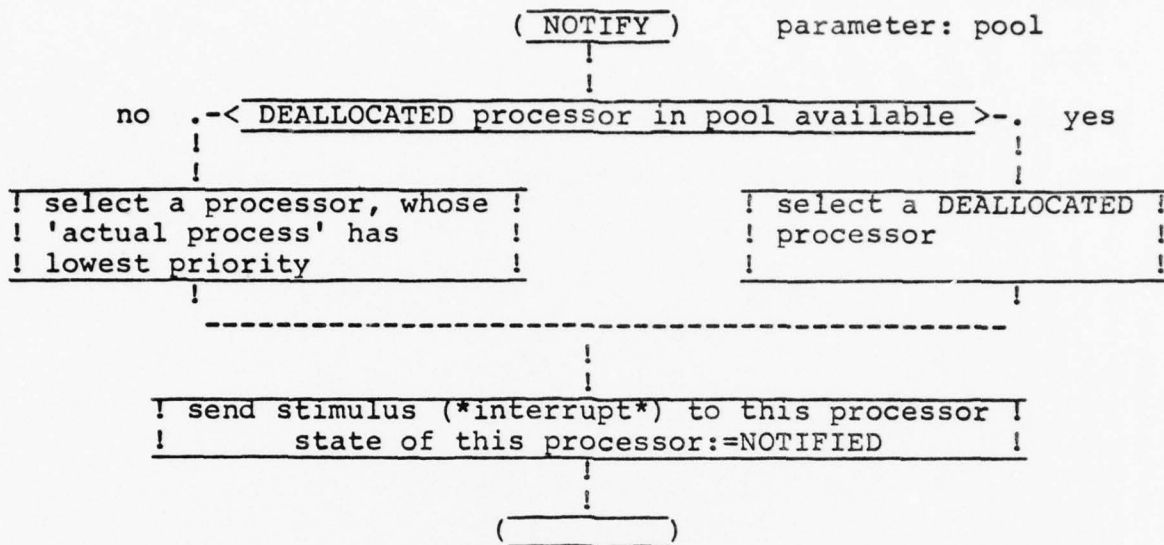 ( NOTIFY ) parameter: pool
no .-< DEALLOCATED processor in pool available >-. yes
! select a processor, whose ! ! select a DEALLOCATED !
! 'actual process' has ! ! processor !
! lowest priority ! ! !
! send stimulus (*interrupt*) to this processor !
! state of this processor:=NOTIFIED !